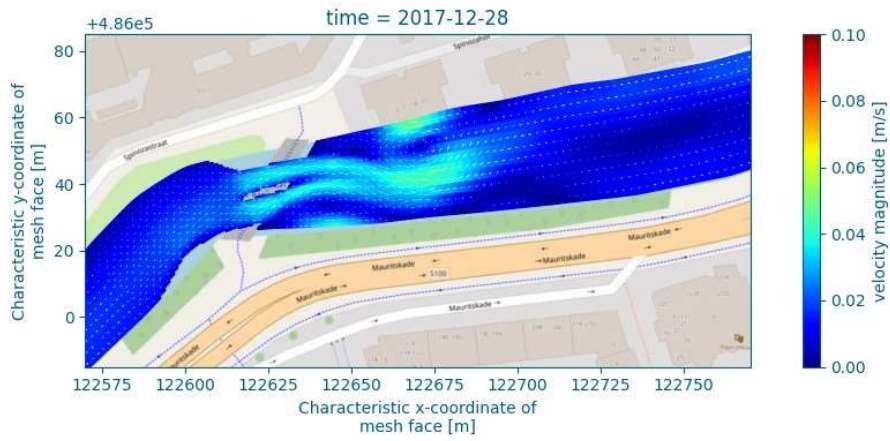 time = 2017-12-28
+4.86e5
80
60
40
20
0
Characteristic y-coordinate of
mesh face [m]
122575 122600 122625 122650 122675 122700 122725 122750
Characteristic x-coordinate of
mesh face [m]
0.10
0.08
0.06
0.04
0.02
0.00
velocity magnitude [m/s]
Spinozastraat
Mauritskade
Mauritskade
Mauritskade
S100
Mauritskade
Mauritskade
Mauritskade